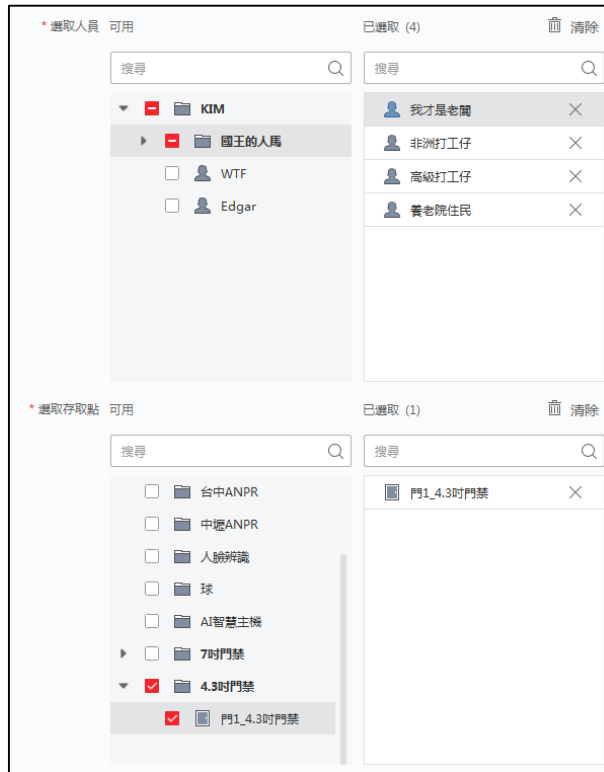 * 選取人員 可用 已選取 (4) 清除
搜尋 搜尋
KIM
國王的人馬
WTF
Edgar
我才是老闆
非洲打工仔
高級打工仔
養老院住民
* 選取存取點 可用 已選取 (1) 清除
搜尋 搜尋
台中ANPR
中壢ANPR
人臉辨識
球
AI智慧主機
7吋門禁
4.3吋門禁
門1_4.3吋門禁
門1_4.3吋門禁